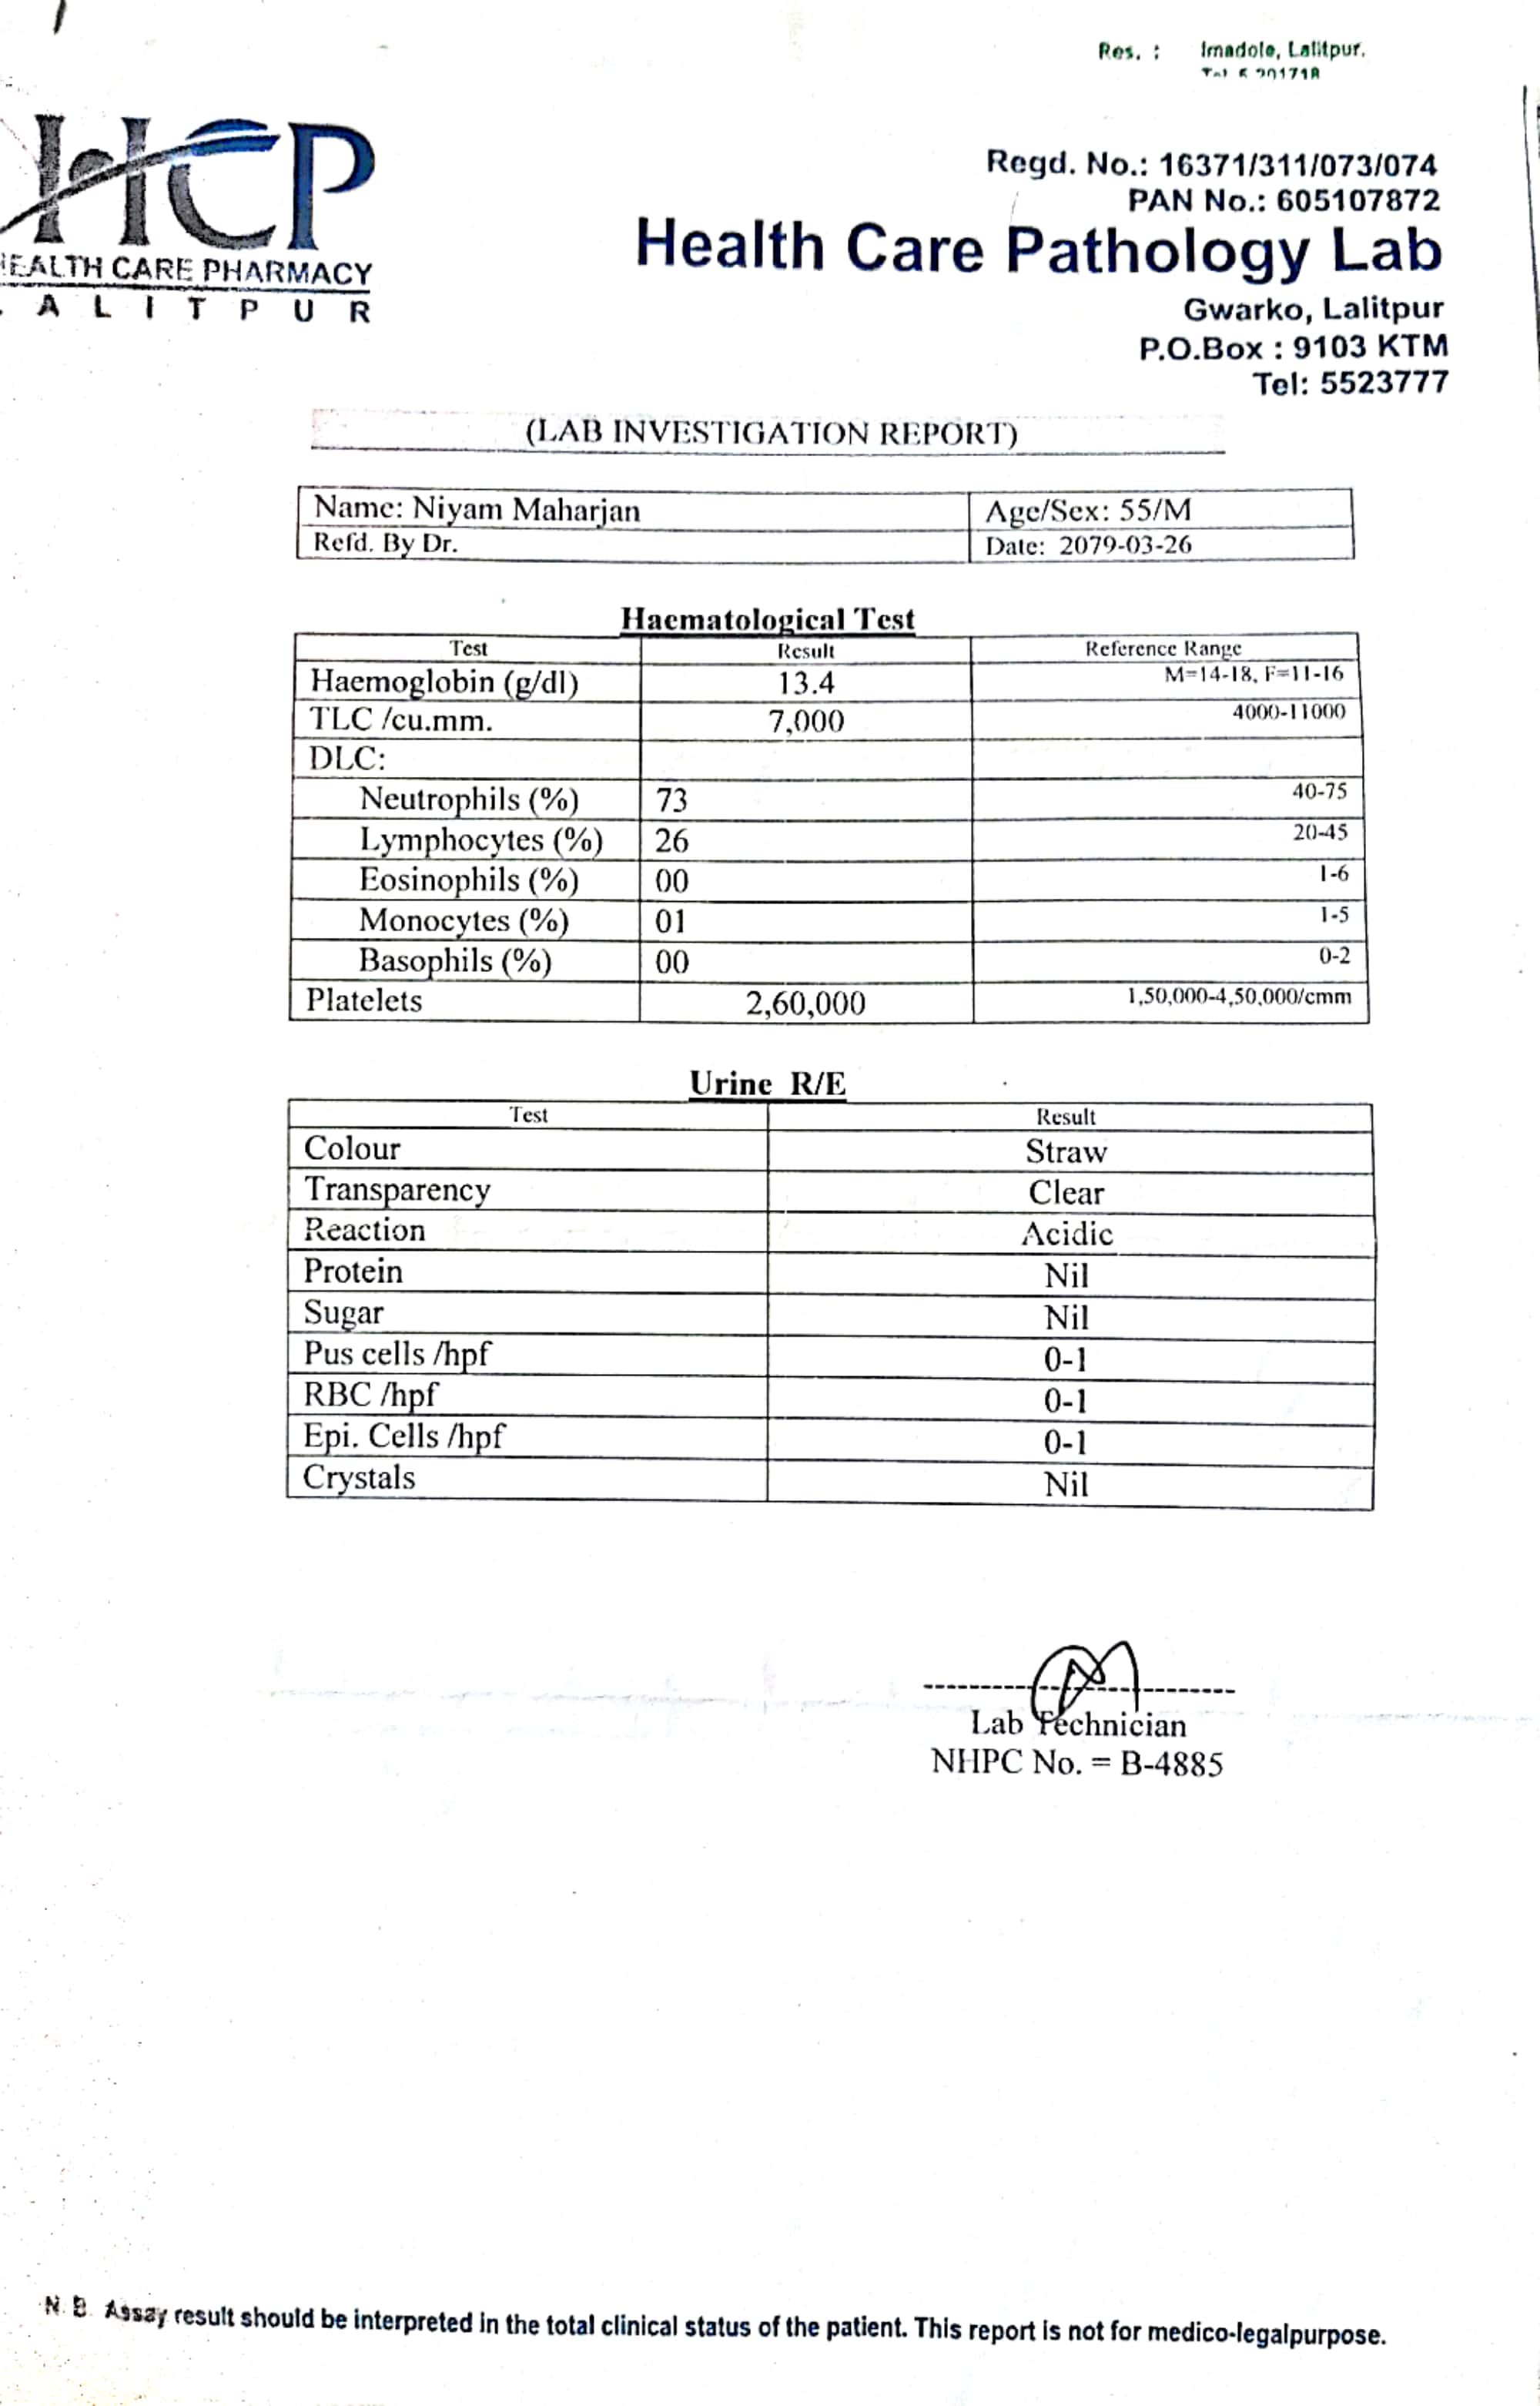 Res. : Imadole, Lalitpur.
HCP
HEALTH CARE PHARMACY
LALITPUR
Regd. No.: 16371/311/073/074
PAN No.: 605107872
Health Care Pathology Lab
Gwarko, Lalitpur
P.O.Box : 9103 KTM
Tel: 5523777
(LAB INVESTIGATION REPORT)
Name: Niyam Maharjan Age/Sex: 55/M
Refd. By Dr. Date: 2079-03-26
Haematological Test
Test Result Reference Range
Haemoglobin (g/dl) 13.4 M=14-18, F=11-16
TLC /cu.mm. 7,000 4000-11000
DLC:
Neutrophils (%) 73 40-75
Lymphocytes (%) 26 20-45
Eosinophils (%) 00 1-6
Monocytes (%) 01 1-5
Basophils (%) 00 0-2
Platelets 2,60,000 1,50,000-4,50,000/cmm
Urine R/E
Test Result
Colour Straw
Transparency Clear
Reaction Acidic
Protein Nil
Sugar Nil
Pus cells /hpf 0-1
RBC /hpf 0-1
Epi. Cells /hpf 0-1
Crystals Nil
Lab Technician
NHPC No. = B-4885
N.B. Assay result should be interpreted in the total clinical status of the patient. This report is not for medico-legalpurpose.